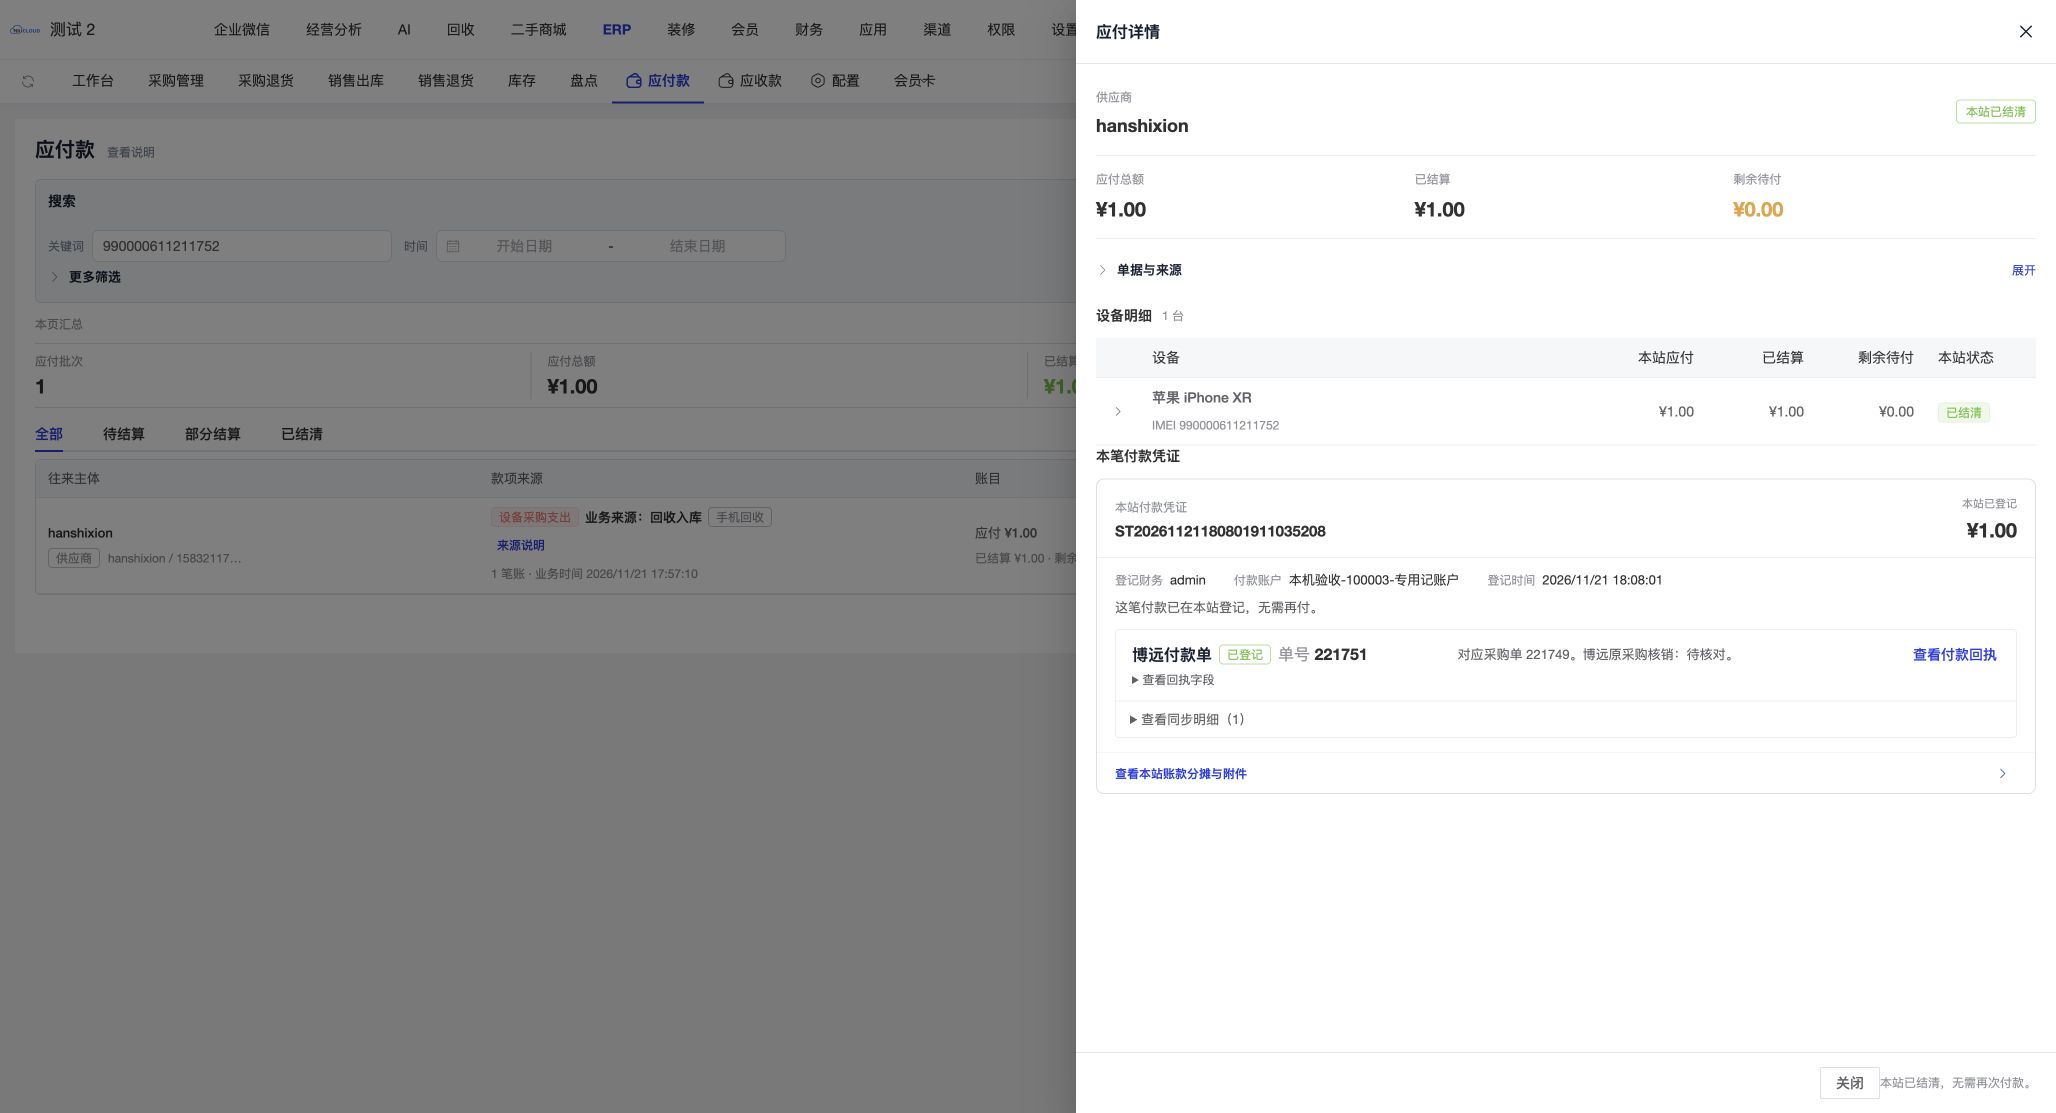 测试 2
企业微信 经营分析 AI 回收 二手商城 ERP 装修 会员 财务 应用 渠道 权限 设置
工作台 采购管理 采购退货 销售出库 销售退货 库存 盘点 应付款 应收款 配置 会员卡
应付款 查看说明
搜索
关键词 990000611211752 时间 开始日期 - 结束日期
更多筛选
本页汇总
应付批次 应付总额 已结算
1 ¥1.00 ¥1.0
全部 待结算 部分结算 已结清
往来主体 款项来源 账目
设备采购支出 业务来源：回收入库 手机回收
hanshixion 应付 ¥1.00
来源说明
供应商 hanshixion / 15832117... 已结算 ¥1.00 · 剩余
1 笔账 · 业务时间 2026/11/21 17:57:10
应付详情
供应商
hanshixion
本站已结清
应付总额 已结算 剩余待付
¥1.00 ¥1.00 ¥0.00
单据与来源 展开
设备明细 1 台
设备 本站应付 已结算 剩余待付 本站状态
苹果 iPhone XR
IMEI 990000611211752
¥1.00 ¥1.00 ¥0.00 已结清
本笔付款凭证
本站付款凭证 本站已登记
ST20261121180801911035208 ¥1.00
登记财务 admin 付款账户 本机验收-100003-专用记账户 登记时间 2026/11/21 18:08:01
这笔付款已在本站登记，无需再付。
博远付款单 已登记 单号 221751 对应采购单 221749。博远原采购核销：待核对。 查看付款回执
查看回执字段
查看同步明细（1）
查看本站账款分摊与附件
关闭 本站已结清，无需再次付款。